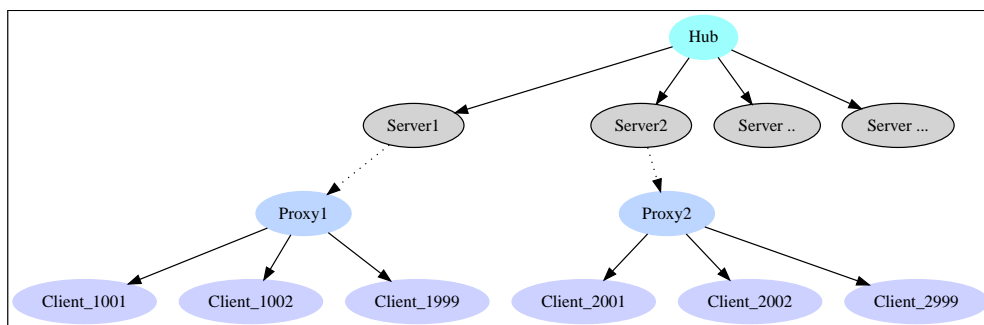 Hub
Server1
Server2
Server ..
Server ...
Proxy1
Proxy2
Client_1001
Client_1002
Client_1999
Client_2001
Client_2002
Client_2999